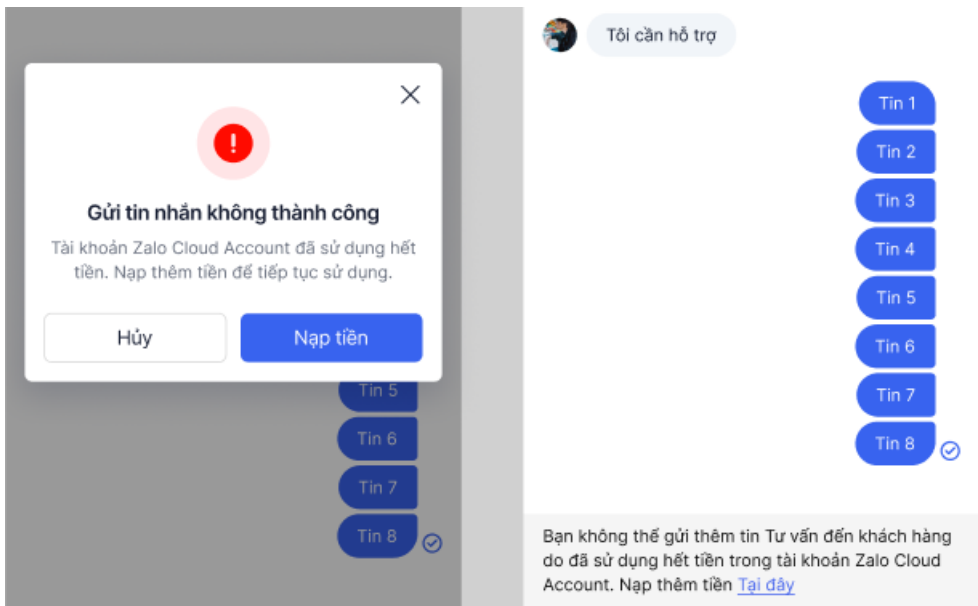 Gửi tin nhắn không thành công
Tài khoản Zalo Cloud Account đã sử dụng hết
tiền. Nạp thêm tiền để tiếp tục sử dụng.
Hủy
Nạp tiền
Tin 5
Tin 6
Tin 7
Tin 8
Tôi cần hỗ trợ
Tin 1
Tin 2
Tin 3
Tin 4
Tin 5
Tin 6
Tin 7
Tin 8
Bạn không thể gửi thêm tin Tư vấn đến khách hàng
do đã sử dụng hết tiền trong tài khoản Zalo Cloud
Account. Nạp thêm tiền Tại đây